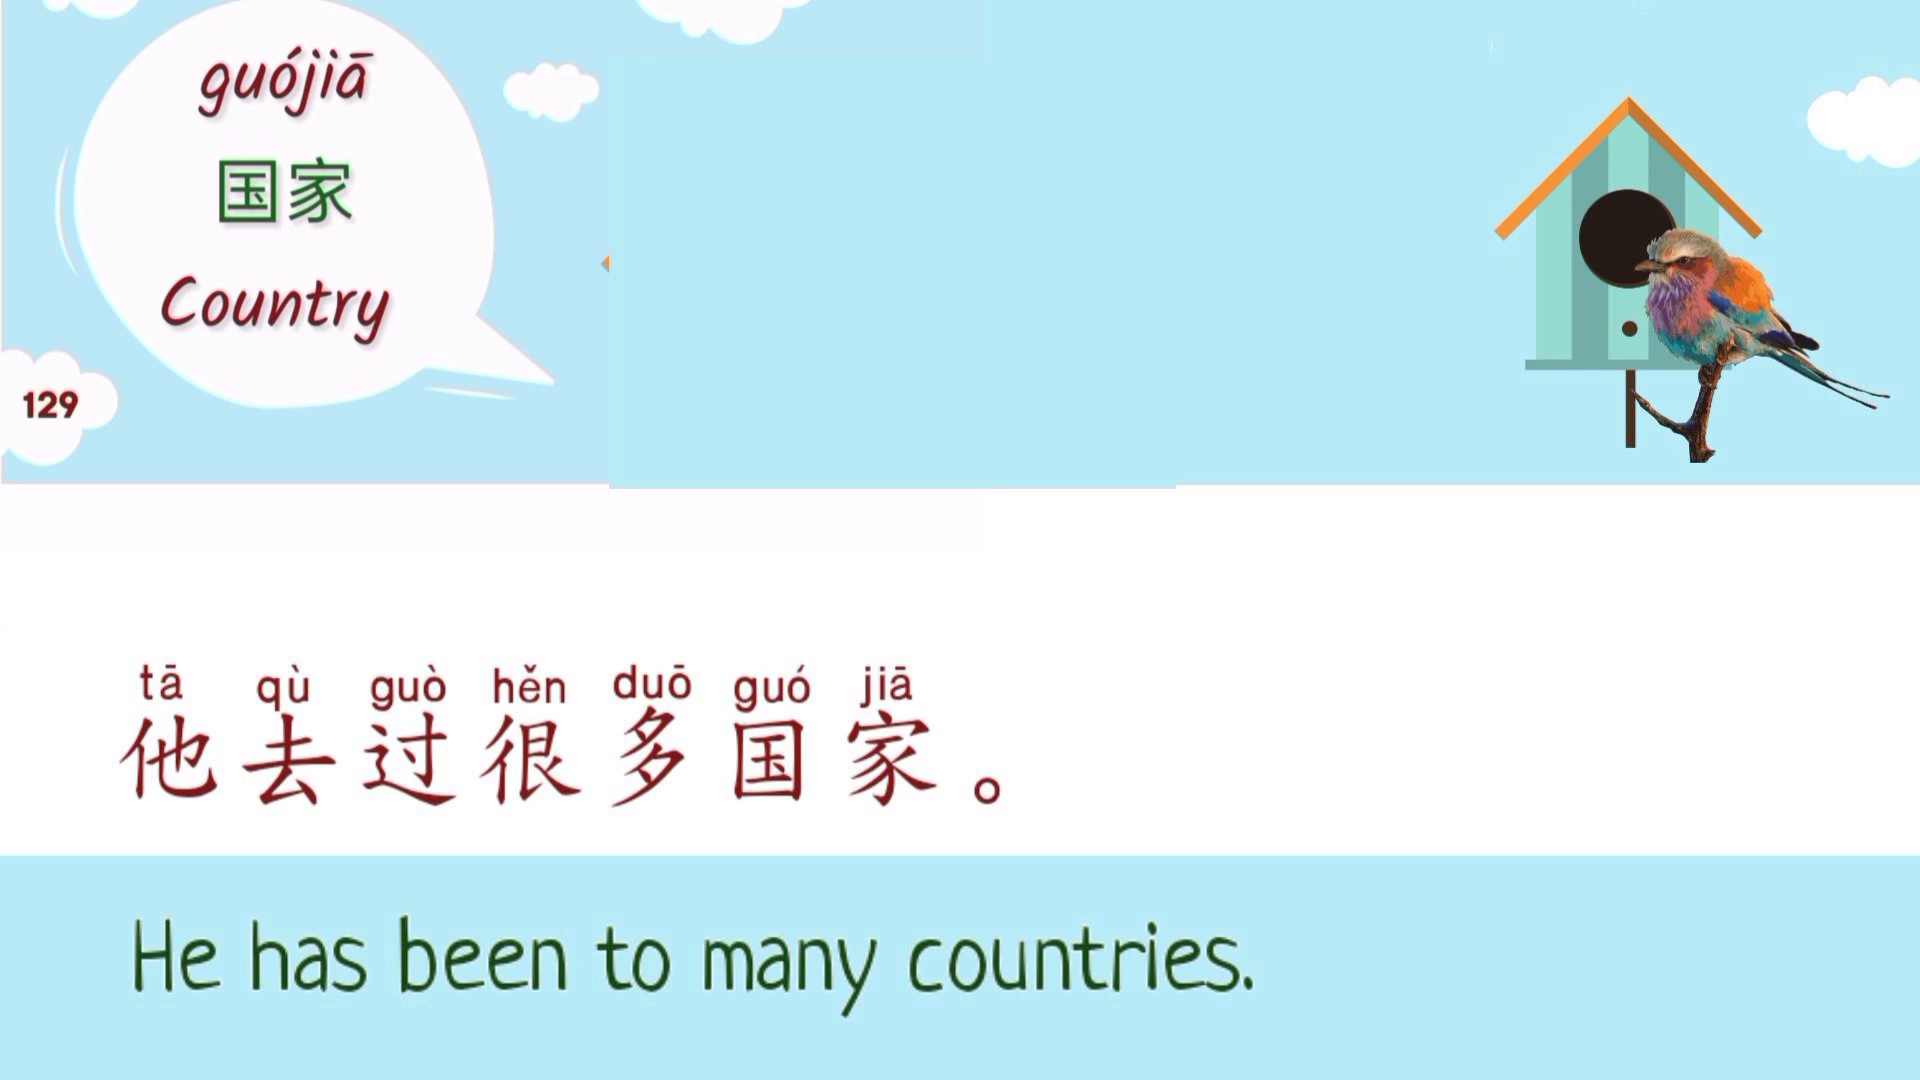 guójiā
国家
Country
129
tā qù guò hěn duō guó jiā
他去过很多国家。
He has been to many countries.